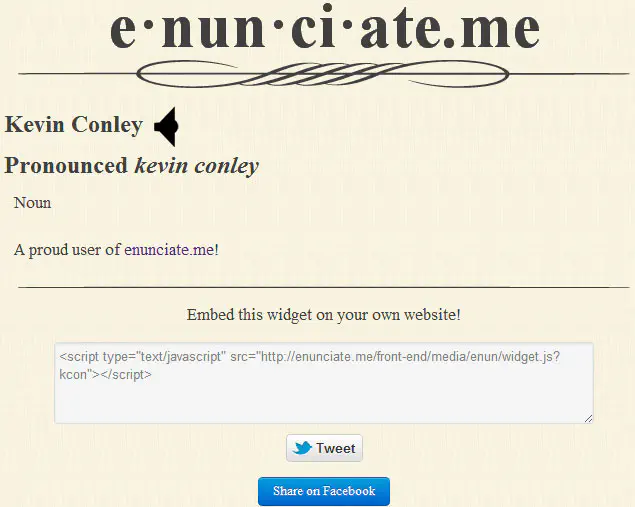 e·nun·ci·ate.me
Kevin Conley
Pronounced kevin conley
Noun
A proud user of enunciate.me!
Embed this widget on your own website!
<script type="text/javascript" src="http://enunciate.me/front-end/media/enun/widget.js?
kcon"></script>
Tweet
Share on Facebook